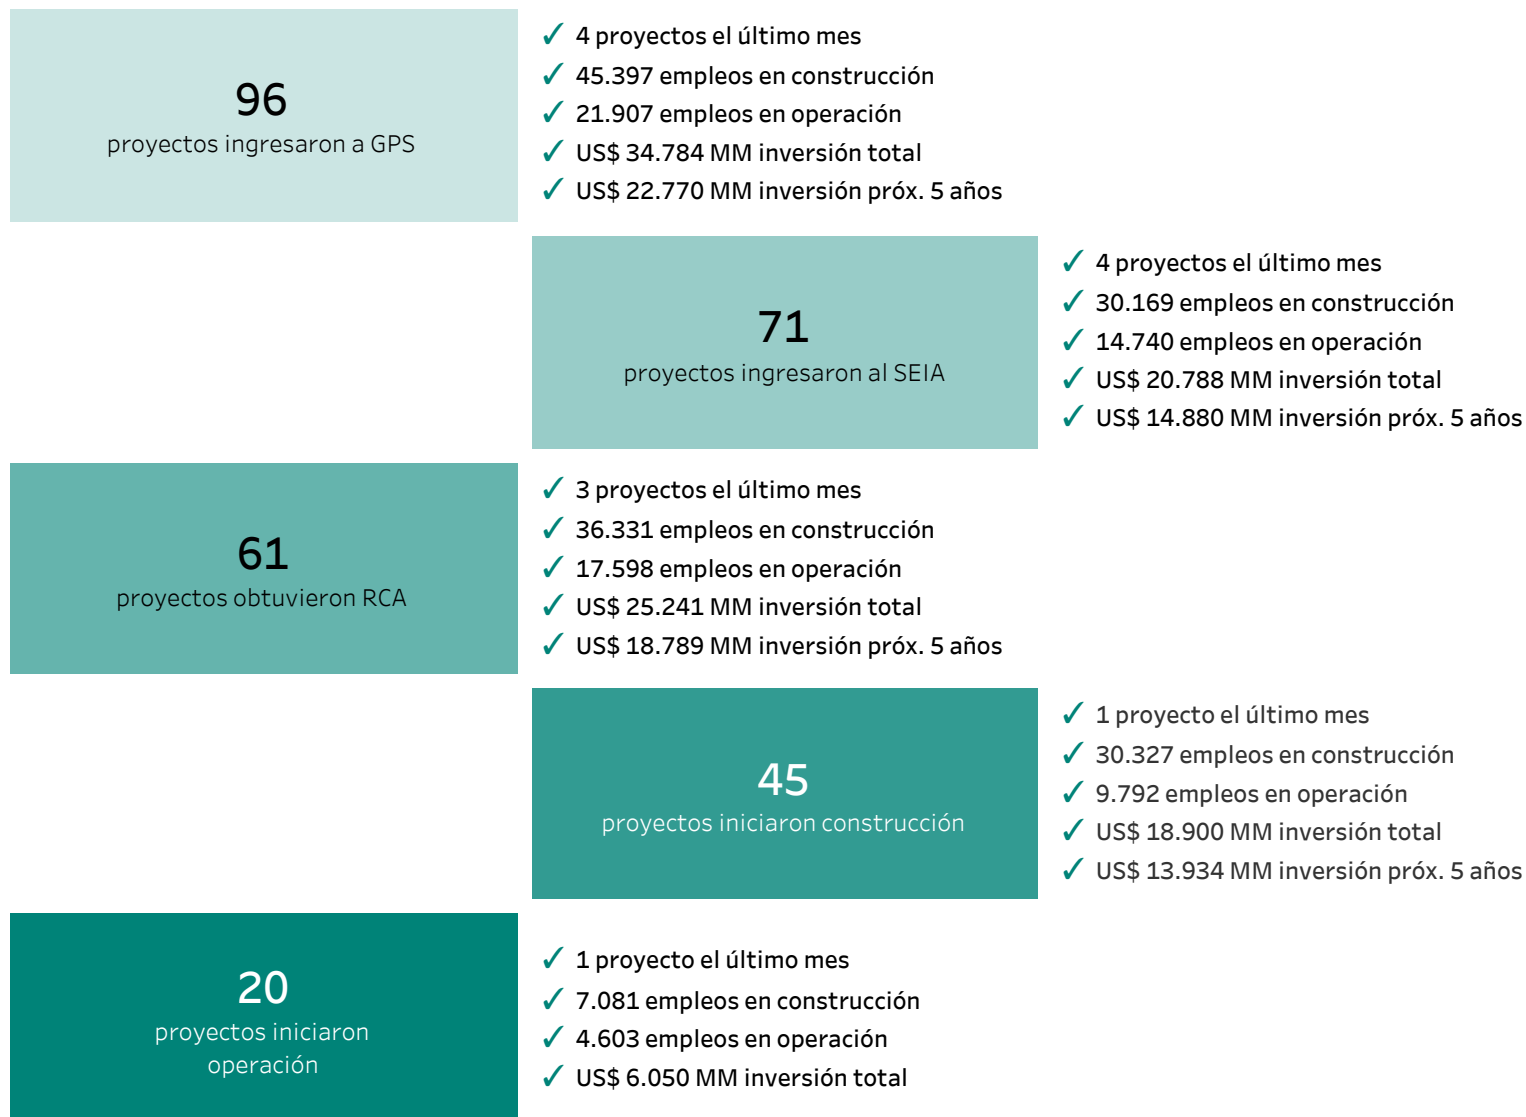 96
proyectos ingresaron a GPS
✓ 4 proyectos el último mes
✓ 45.397 empleos en construcción
✓ 21.907 empleos en operación
✓ US$ 34.784 MM inversión total
✓ US$ 22.770 MM inversión próx. 5 años
71
proyectos ingresaron al SEIA
✓ 4 proyectos el último mes
✓ 30.169 empleos en construcción
✓ 14.740 empleos en operación
✓ US$ 20.788 MM inversión total
✓ US$ 14.880 MM inversión próx. 5 años
61
proyectos obtuvieron RCA
✓ 3 proyectos el último mes
✓ 36.331 empleos en construcción
✓ 17.598 empleos en operación
✓ US$ 25.241 MM inversión total
✓ US$ 18.789 MM inversión próx. 5 años
45
proyectos iniciaron construcción
✓ 1 proyecto el último mes
✓ 30.327 empleos en construcción
✓ 9.792 empleos en operación
✓ US$ 18.900 MM inversión total
✓ US$ 13.934 MM inversión próx. 5 años
20
proyectos iniciaron
operación
✓ 1 proyecto el último mes
✓ 7.081 empleos en construcción
✓ 4.603 empleos en operación
✓ US$ 6.050 MM inversión total